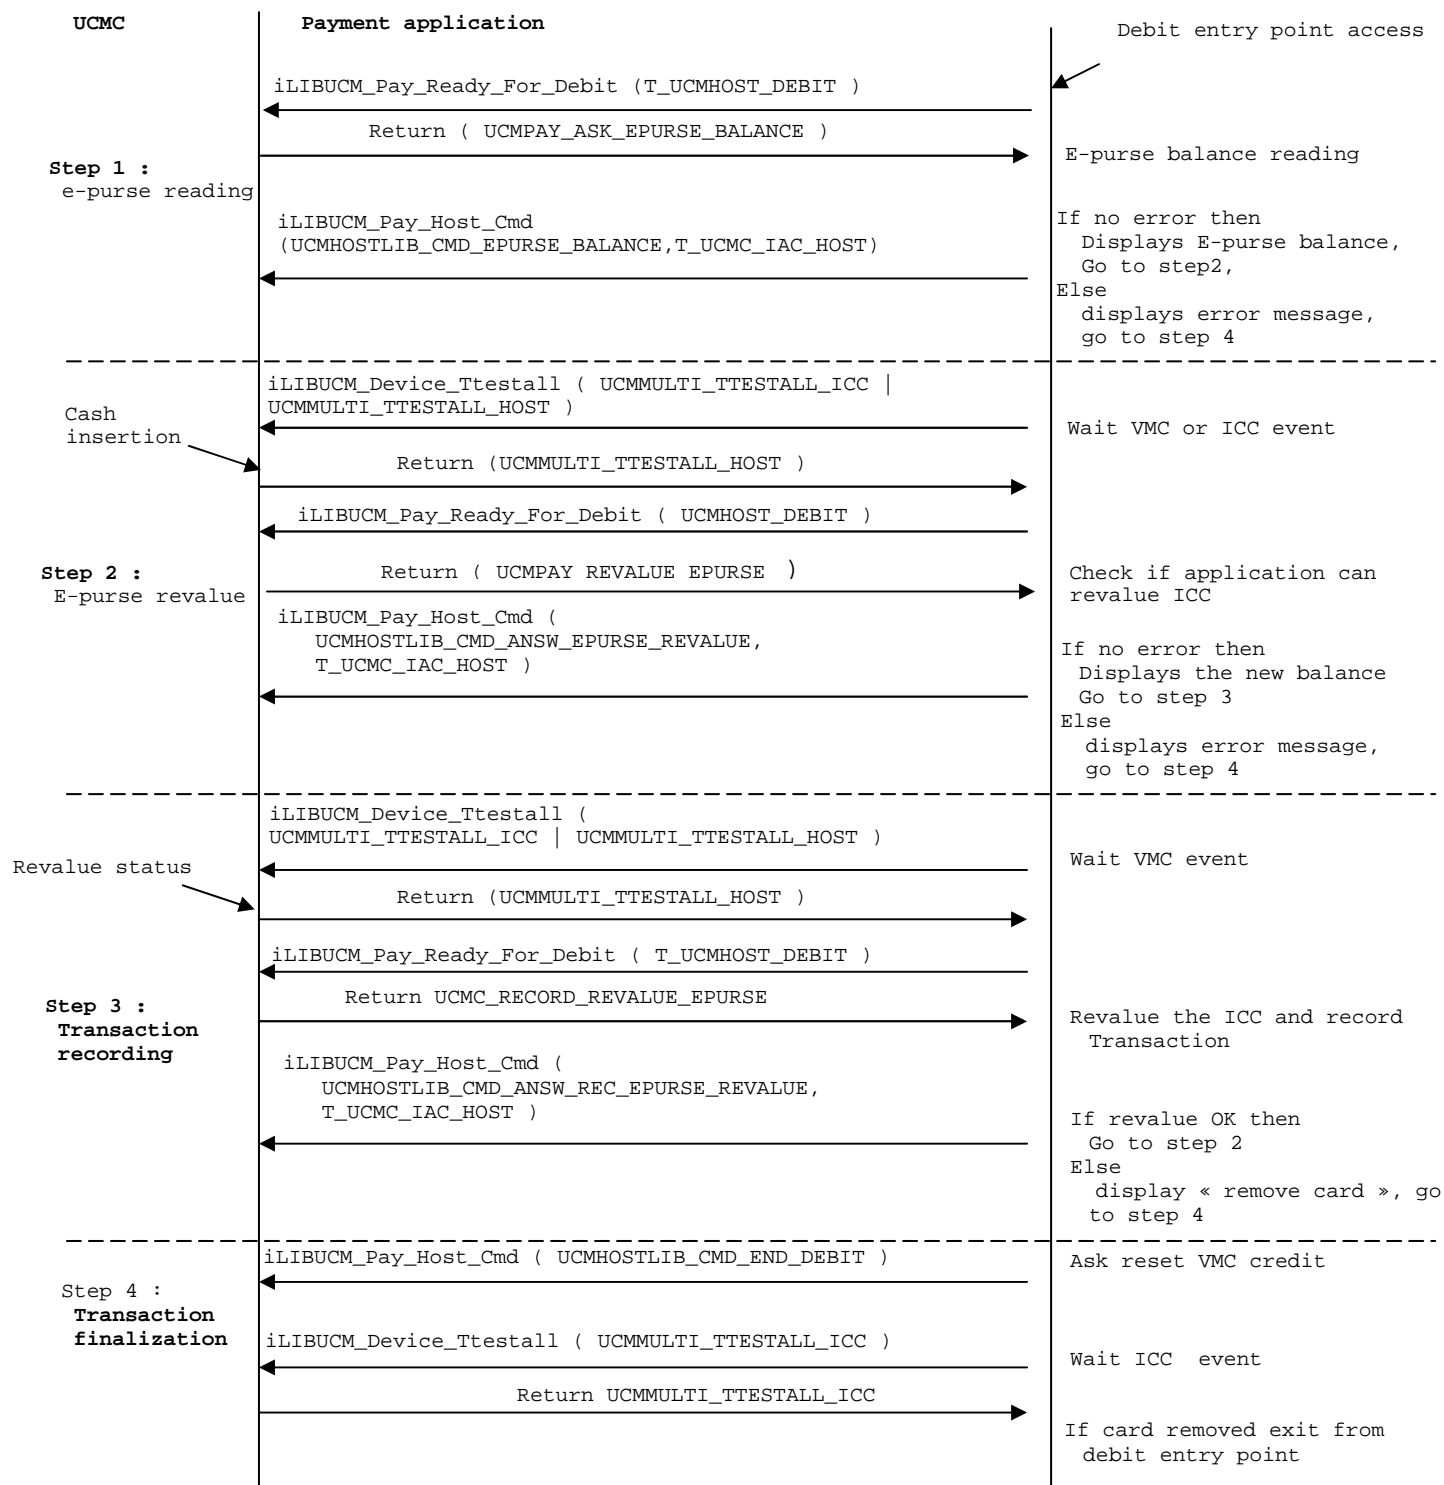 UCMC
Payment application
Debit entry point access
iLIBUCM_Pay_Ready_For_Debit (T_UCMHOST_DEBIT )
Return ( UCMPAY_ASK_EPURSE_BALANCE )
Step 1 :
e-purse reading
E-purse balance reading
iLIBUCM_Pay_Host_Cmd
(UCMHOSTLIB_CMD_EPURSE_BALANCE,T_UCMC_IAC_HOST)
If no error then
Displays E-purse balance,
Go to step2,
Else
displays error message,
go to step 4
iLIBUCM_Device_Ttestall ( UCMMULTI_TTESTALL_ICC |
UCMMULTI_TTESTALL_HOST )
Cash
insertion
Wait VMC or ICC event
Return (UCMMULTI_TTESTALL_HOST )
iLIBUCM_Pay_Ready_For_Debit ( UCMHOST_DEBIT )
Step 2 :
E-purse revalue
Return ( UCMPAY REVALUE EPURSE )
Check if application can
revalue ICC
iLIBUCM_Pay_Host_Cmd (
UCMHOSTLIB_CMD_ANSW_EPURSE_REVALUE,
T_UCMC_IAC_HOST )
If no error then
Displays the new balance
Go to step 3
Else
displays error message,
go to step 4
iLIBUCM_Device_Ttestall (
UCMMULTI_TTESTALL_ICC | UCMMULTI_TTESTALL_HOST )
Revalue status
Wait VMC event
Return (UCMMULTI_TTESTALL_HOST )
iLIBUCM_Pay_Ready_For_Debit ( T_UCMHOST_DEBIT )
Return UCMC_RECORD_REVALUE_EPURSE
Step 3 :
Transaction
recording
Revalue the ICC and record
Transaction
iLIBUCM_Pay_Host_Cmd (
UCMHOSTLIB_CMD_ANSW_REC_EPURSE_REVALUE,
T_UCMC_IAC_HOST )
If revalue OK then
Go to step 2
Else
display « remove card », go
to step 4
iLIBUCM_Pay_Host_Cmd ( UCMHOSTLIB_CMD_END_DEBIT )
Ask reset VMC credit
Step 4 :
Transaction
finalization
iLIBUCM_Device_Ttestall ( UCMMULTI_TTESTALL_ICC )
Wait ICC event
Return UCMMULTI_TTESTALL_ICC
If card removed exit from
debit entry point